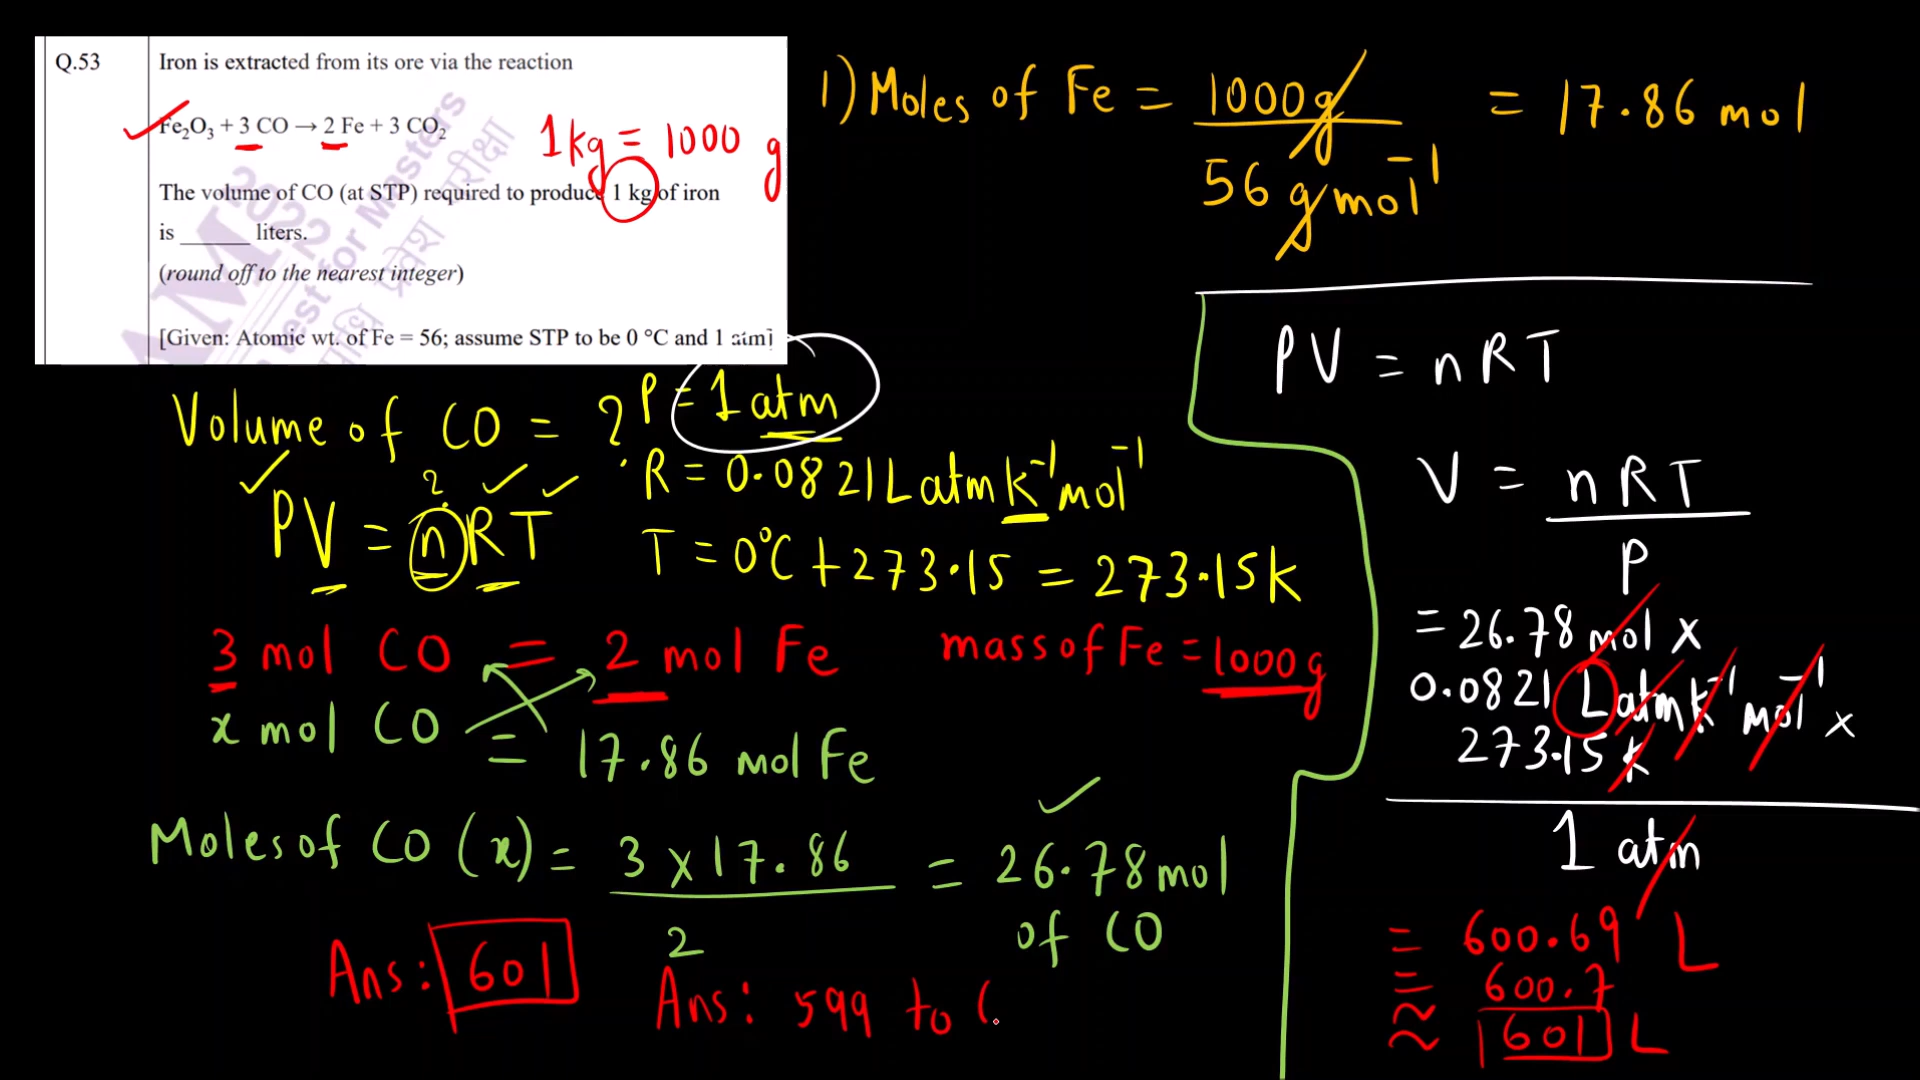 Q.53
Iron is extracted from its ore via the reaction
Fe₂O₃ + 3 CO → 2 Fe + 3 CO₂
1kg = 1000 g
The volume of CO (at STP) required to produce 1 kg of iron
is ______ liters.
(round off to the nearest integer)
[Given: Atomic wt. of Fe = 56; assume STP to be 0 °C and 1 atm]
2022
Test for Masters
प्रवेश परीक्षा
1) Moles of Fe = 1000g / 56 g mol⁻¹ = 17.86 mol
Volume of CO = ?
P = 1 atm
PV = nRT
?
R = 0.0821 L atm k⁻¹ mol⁻¹
T = 0°C + 273.15 = 273.15 k
3 mol CO = 2 mol Fe
mass of Fe = 1000 g
x mol CO = 17.86 mol Fe
Moles of CO (x) = 3 x 17.86 / 2 = 26.78 mol
of CO
Ans: 601
Ans: 599 to (
PV = nRT
V = nRT / P
= 26.78 mol x
0.0821 L atm k⁻¹ mol⁻¹ x
273.15 k
1 atm
= 600.69 L
= 600.7
≈ 601 L